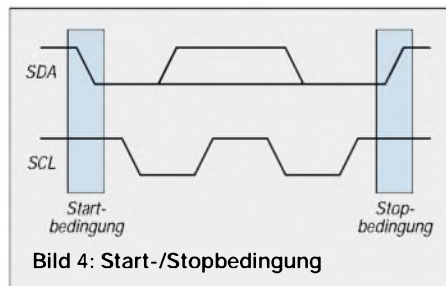 SDA
SCL
Start-
bedingung
Stop-
bedingung
Bild 4: Start-/Stopbedingung